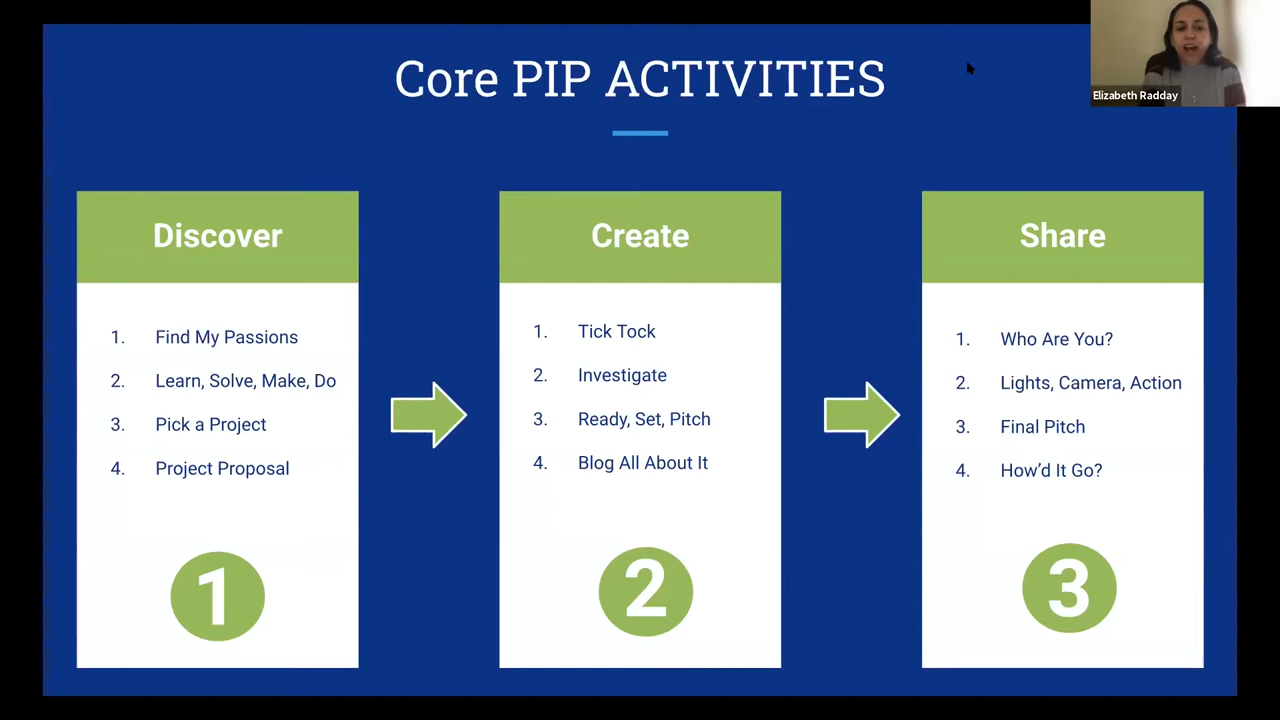 Core PIP ACTIVITIES
Elizabeth Radday
Discover
1. Find My Passions
2. Learn, Solve, Make, Do
3. Pick a Project
4. Project Proposal
1
Create
1. Tick Tock
2. Investigate
3. Ready, Set, Pitch
4. Blog All About It
2
Share
1. Who Are You?
2. Lights, Camera, Action
3. Final Pitch
4. How’d It Go?
3